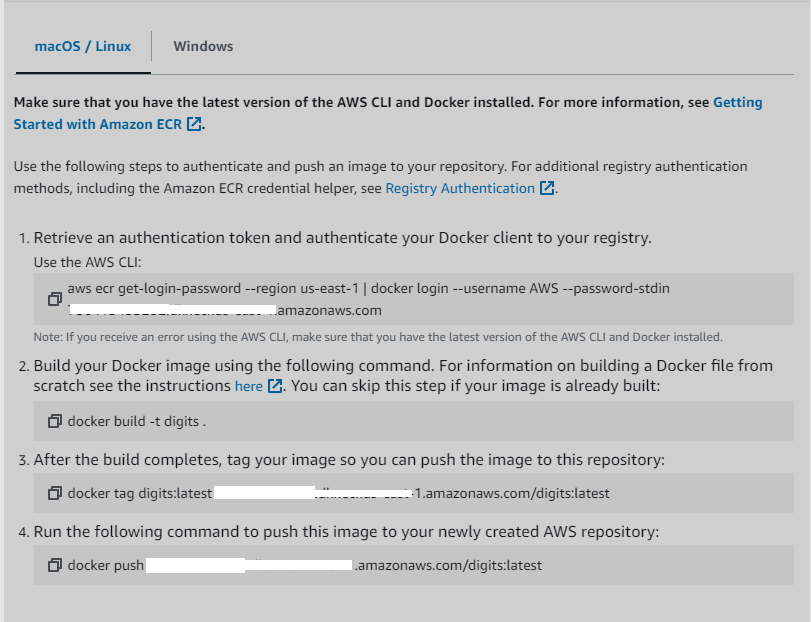 macOS / Linux
Windows
Make sure that you have the latest version of the AWS CLI and Docker installed. For more information, see Getting
Started with Amazon ECR.
Use the following steps to authenticate and push an image to your repository. For additional registry authentication
methods, including the Amazon ECR credential helper, see Registry Authentication.
1. Retrieve an authentication token and authenticate your Docker client to your registry.
Use the AWS CLI:
aws ecr get-login-password --region us-east-1 | docker login --username AWS --password-stdin
.amazonaws.com
Note: If you receive an error using the AWS CLI, make sure that you have the latest version of the AWS CLI and Docker installed.
2. Build your Docker image using the following command. For information on building a Docker file from
scratch see the instructions here. You can skip this step if your image is already built:
docker build -t digits .
3. After the build completes, tag your image so you can push the image to this repository:
docker tag digits:latest -1.amazonaws.com/digits:latest
4. Run the following command to push this image to your newly created AWS repository:
docker push .amazonaws.com/digits:latest